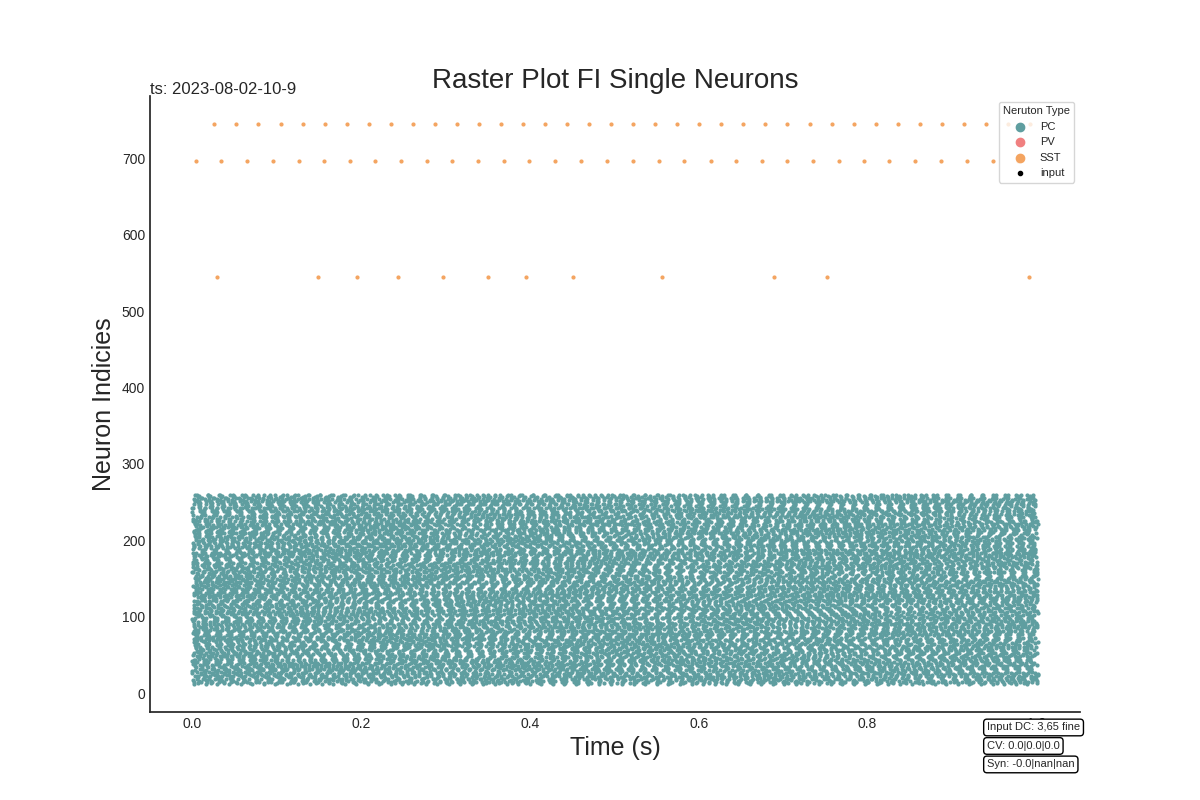 Raster Plot FI Single Neurons
ts: 2023-08-02-10-9
Neruton Type
PC
PV
SST
input
700
600
500
400
300
200
100
0
Neuron Indicies
0.0
0.2
0.4
0.6
0.8
Time (s)
Input DC: 3,65 fine
CV: 0.0|0.0|0.0
Syn: -0.0|nan|nan